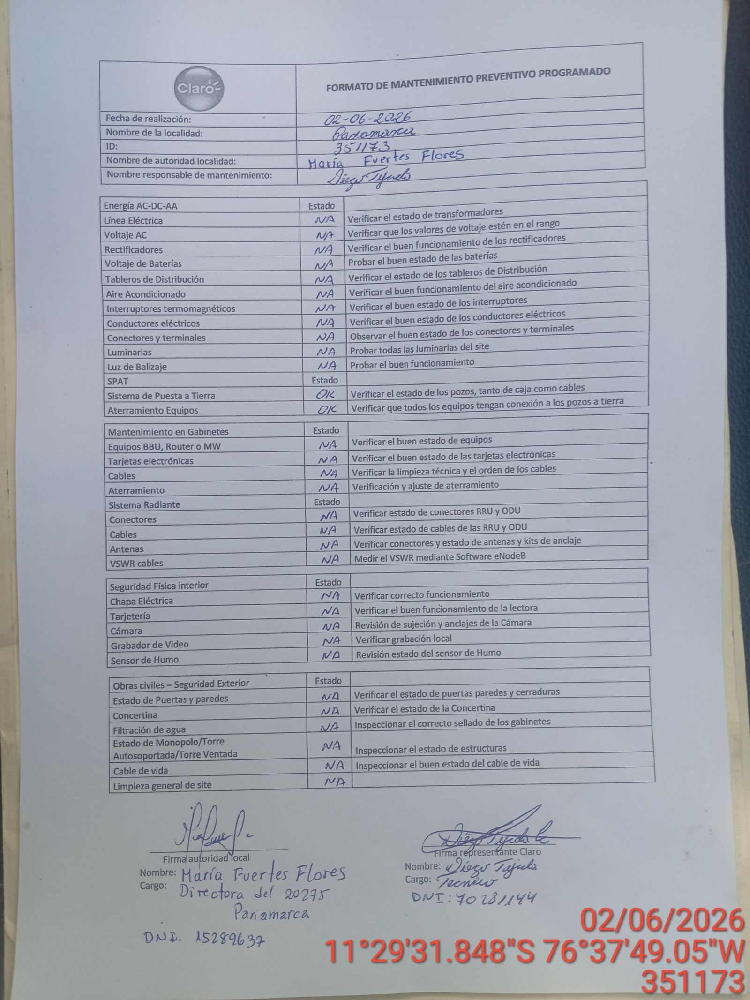 Claro-
FORMATO DE MANTENIMIENTO PREVENTIVO PROGRAMADO
Fecha de realización: 02-06-2026
Nombre de la localidad: Pariamarca
ID: 351173
Nombre de autoridad localidad: María Fuertes Flores
Nombre responsable de mantenimiento: Diego Tejada
Energía AC-DC-AA Estado
Línea Eléctrica NA Verificar el estado de transformadores
Voltaje AC NA Verificar que los valores de voltaje estén en el rango
Rectificadores NA Verificar el buen funcionamiento de los rectificadores
Voltaje de Baterías NA Probar el buen estado de las baterías
Tableros de Distribución NA Verificar el estado de los tableros de Distribución
Aire Acondicionado NA Verificar el buen funcionamiento del aire acondicionado
Interruptores termomagnéticos NA Verificar el buen estado de los interruptores
Conductores eléctricos NA Verificar el buen estado de los conductores eléctricos
Conectores y terminales NA Observar el buen estado de los conectores y terminales
Luminarias NA Probar todas las luminarias del site
Luz de Balizaje NA Probar el buen funcionamiento
SPAT Estado
Sistema de Puesta a Tierra OK Verificar el estado de los pozos, tanto de caja como cables
Aterramiento Equipos OK Verificar que todos los equipos tengan conexión a los pozos a tierra
Mantenimiento en Gabinetes Estado
Equipos BBU, Router o MW NA Verificar el buen estado de equipos
Tarjetas electrónicas NA Verificar el buen estado de las tarjetas electrónicas
Cables NA Verificar la limpieza técnica y el orden de los cables
Aterramiento NA Verificación y ajuste de aterramiento
Sistema Radiante Estado
Conectores NA Verificar estado de conectores RRU y ODU
Cables NA Verificar estado de cables de las RRU y ODU
Antenas NA Verificar conectores y estado de antenas y kits de anclaje
VSWR cables NA Medir el VSWR mediante Software eNodeB
Seguridad Física interior Estado
Chapa Eléctrica NA Verificar correcto funcionamiento
Tarjetería NA Verificar el buen funcionamiento de la lectora
Cámara NA Revisión de sujeción y anclajes de la Cámara
Grabador de Video NA Verificar grabación local
Sensor de Humo NA Revisión estado del sensor de Humo
Obras civiles – Seguridad Exterior Estado
Estado de Puertas y paredes NA Verificar el estado de puertas paredes y cerraduras
Concertina NA Verificar el estado de la Concertina
Filtración de agua NA Inspeccionar el correcto sellado de los gabinetes
Estado de Monopolo/Torre
Autosoportada/Torre Ventada NA Inspeccionar el estado de estructuras
Cable de vida NA Inspeccionar el buen estado del cable de vida
Limpieza general de site NA
Firma autoridad local
Nombre: María Fuertes Flores
Cargo: Directora del 20275
Pariamarca
DNI. 15289637
Firma representante Claro
Nombre: Diego Tejada
Cargo: Tecnico
DNI: 70281144
02/06/2026
11°29'31.848"S 76°37'49.05"W
351173